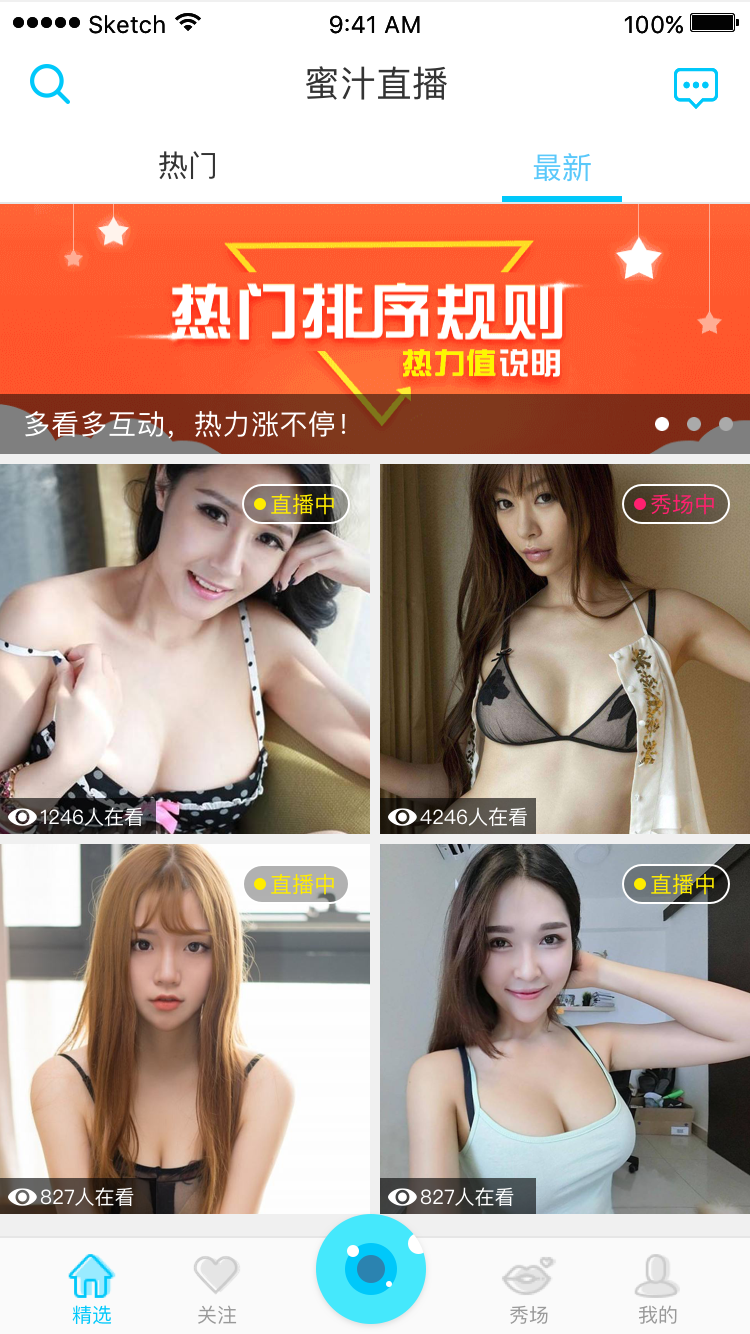 Sketch 9:41 AM 100%
蜜汁直播
热门 最新
热门排序规则
热力值说明
多看多互动，热力涨不停！
直播中 秀场中
1246人在看 4246人在看
直播中 直播中
827人在看 827人在看
精选 关注 秀场 我的